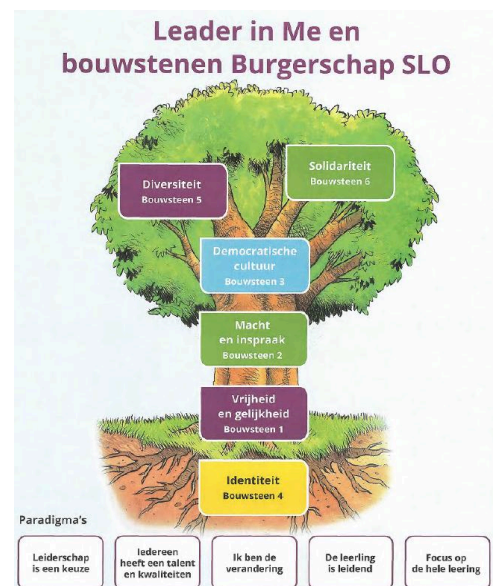 Leader in Me en
bouwstenen Burgerschap SLO
Solidariteit
Bouwsteen 6
Diversiteit
Bouwsteen 5
Democratische
cultuur
Bouwsteen 3
Macht
en inspraak
Bouwsteen 2
Vrijheid
en gelijkheid
Bouwsteen 1
Identiteit
Bouwsteen 4
Paradigma's
Leiderschap
is een keuze
Iedereen
heeft een talent
en kwaliteiten
Ik ben de
verandering
De leerling
is leidend
Focus op
de hele leering